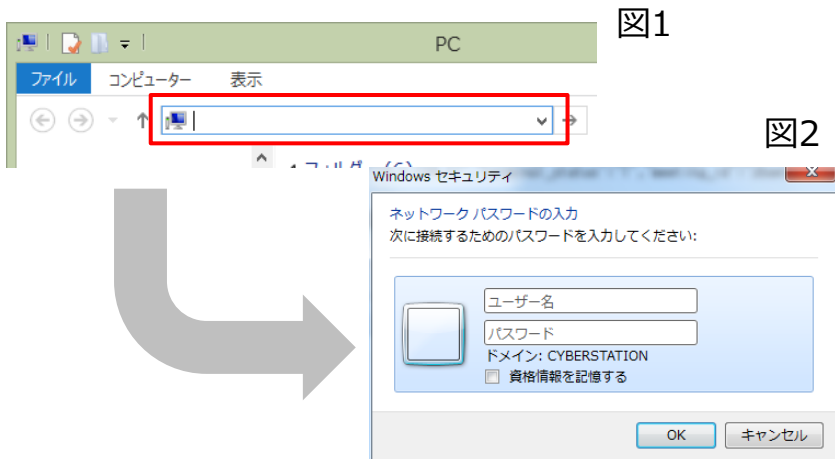 図1
PC
ファイル コンピューター 表示
図2
Windows セキュリティ
ネットワーク パスワードの入力
次に接続するためのパスワードを入力してください:
ユーザー名
パスワード
ドメイン: CYBERSTATION
資格情報を記憶する
OK キャンセル